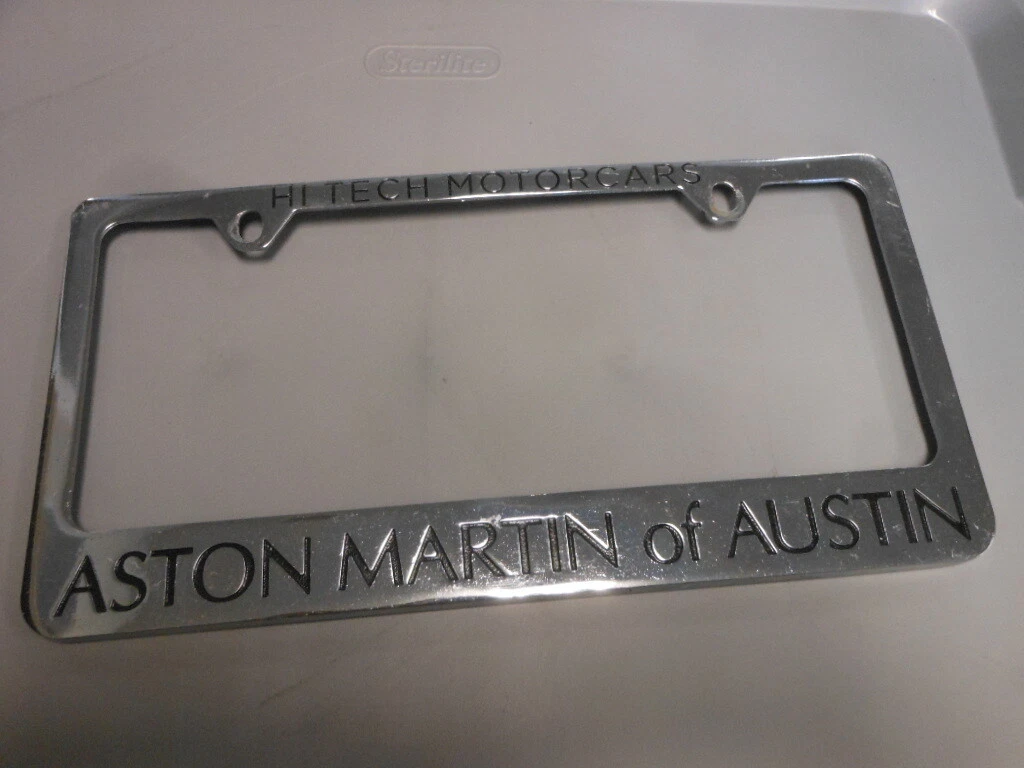 Sterilite
HI TECH MOTORCARS
ASTON MARTIN of AUSTIN